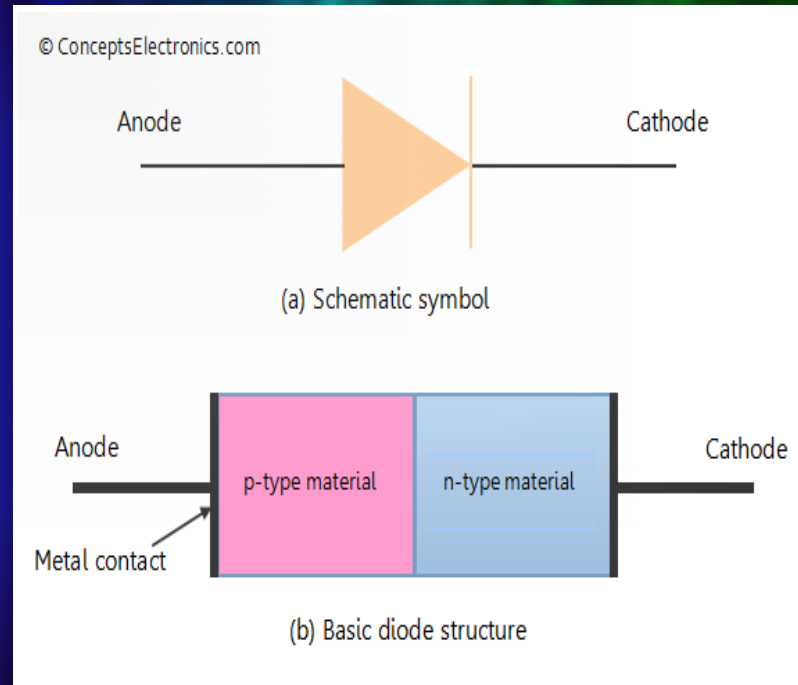 © ConceptsElectronics.com
Anode
Cathode
(a) Schematic symbol
Anode
Cathode
p-type material
n-type material
Metal contact
(b) Basic diode structure